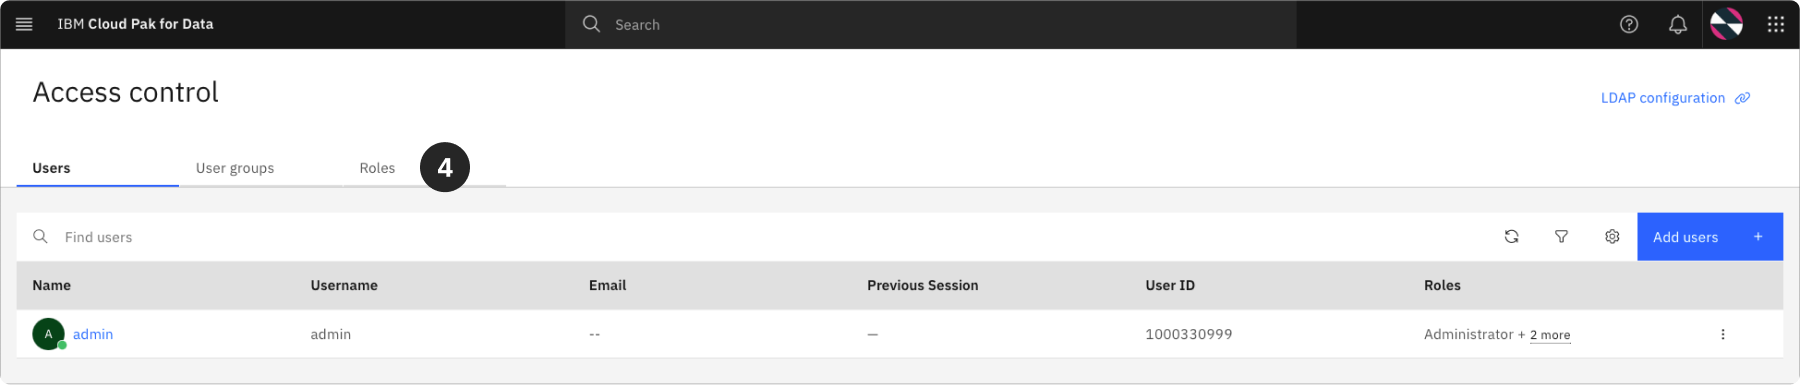 IBM Cloud Pak for Data Search
Access control
LDAP configuration
Users User groups Roles 4
Find users Add users +
Name Username Email Previous Session User ID Roles
A admin admin -- — 1000330999 Administrator + 2 more